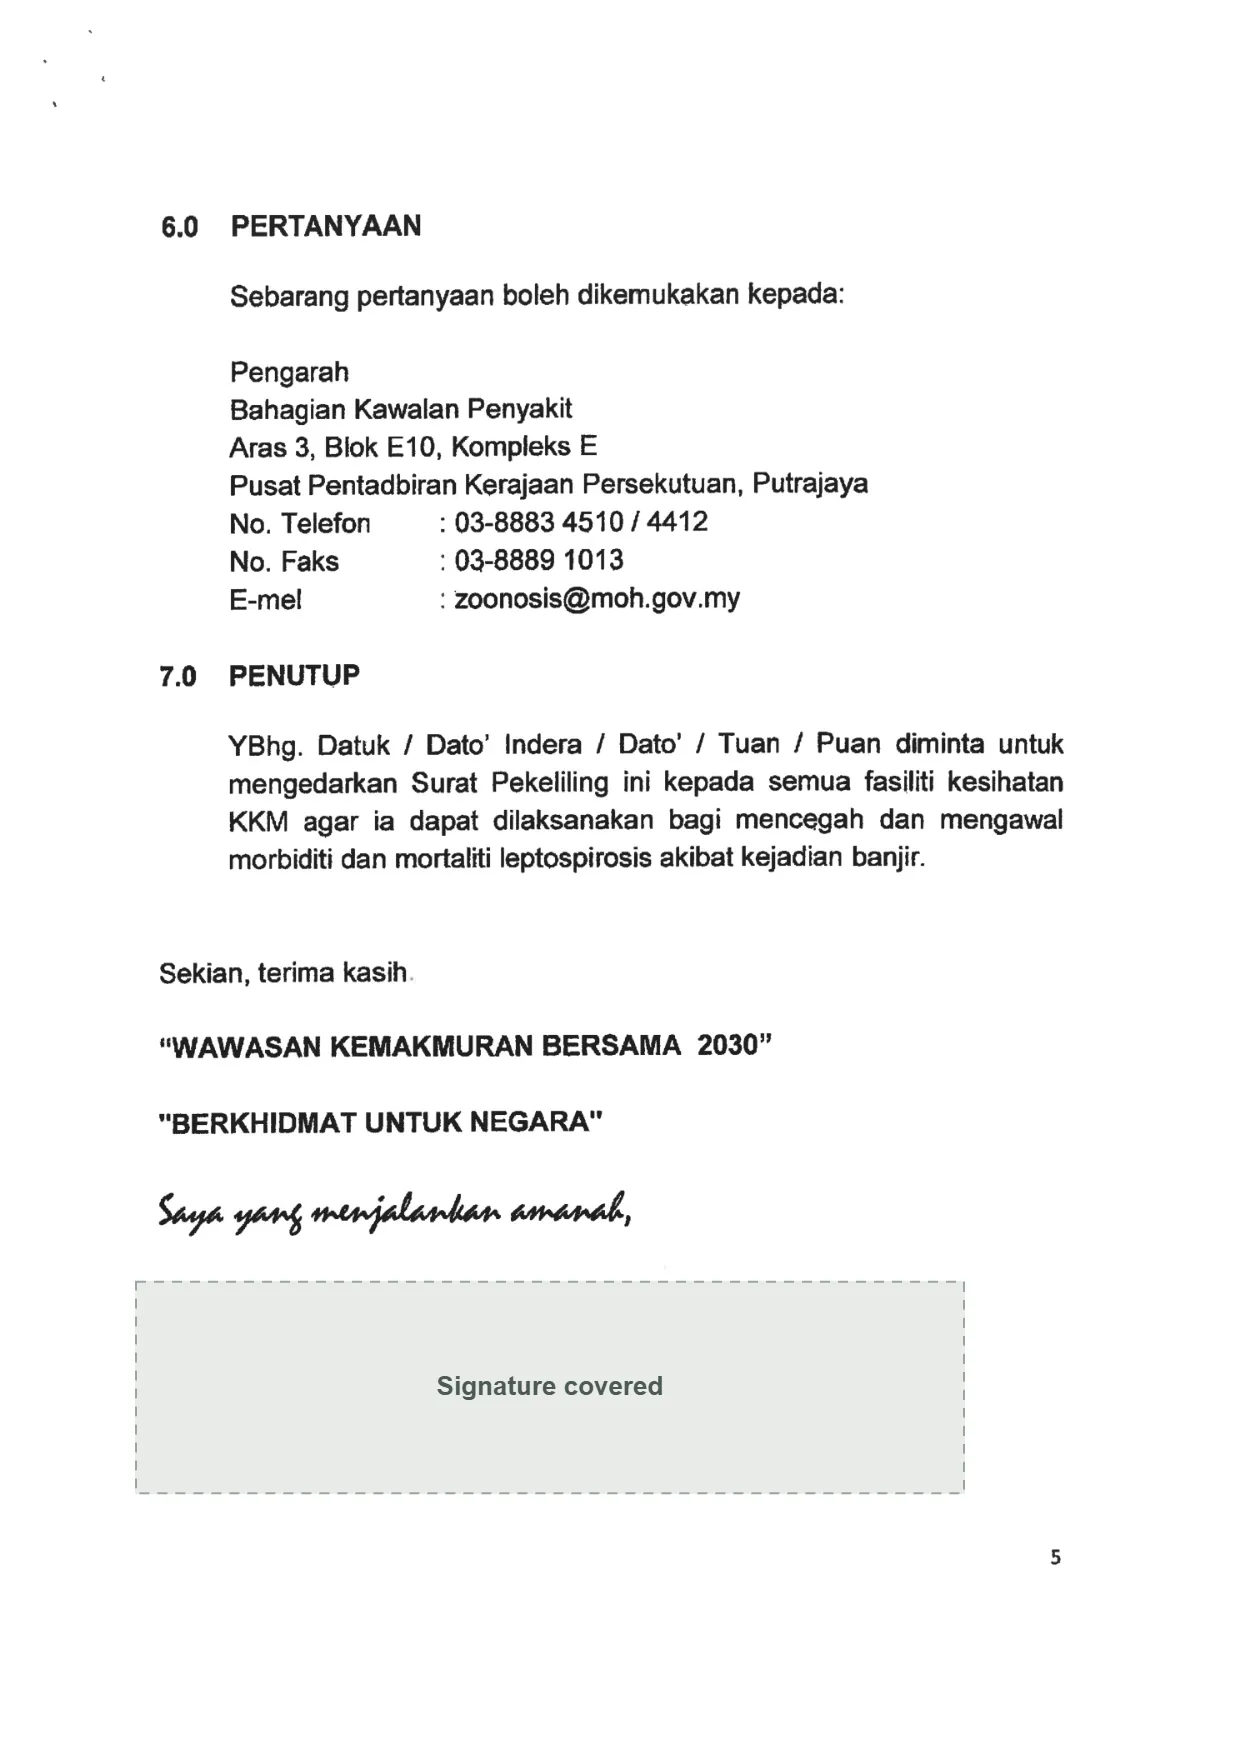 6.0 PERTANYAAN
Sebarang pertanyaan boleh dikemukakan kepada:
Pengarah
Bahagian Kawalan Penyakit
Aras 3, Blok E10, Kompleks E
Pusat Pentadbiran Kerajaan Persekutuan, Putrajaya
No. Telefon : 03-8883 4510 / 4412
No. Faks : 03-8889 1013
E-mel : zoonosis@moh.gov.my
7.0 PENUTUP
YBhg. Datuk / Dato' Indera / Dato' / Tuan / Puan diminta untuk
mengedarkan Surat Pekeliling ini kepada semua fasiliti kesihatan
KKM agar ia dapat dilaksanakan bagi mencegah dan mengawal
morbiditi dan mortaliti leptospirosis akibat kejadian banjir.
Sekian, terima kasih.
“WAWASAN KEMAKMURAN BERSAMA 2030”
"BERKHIDMAT UNTUK NEGARA"
Saya yang menjalankan amanah,
Signature covered
5